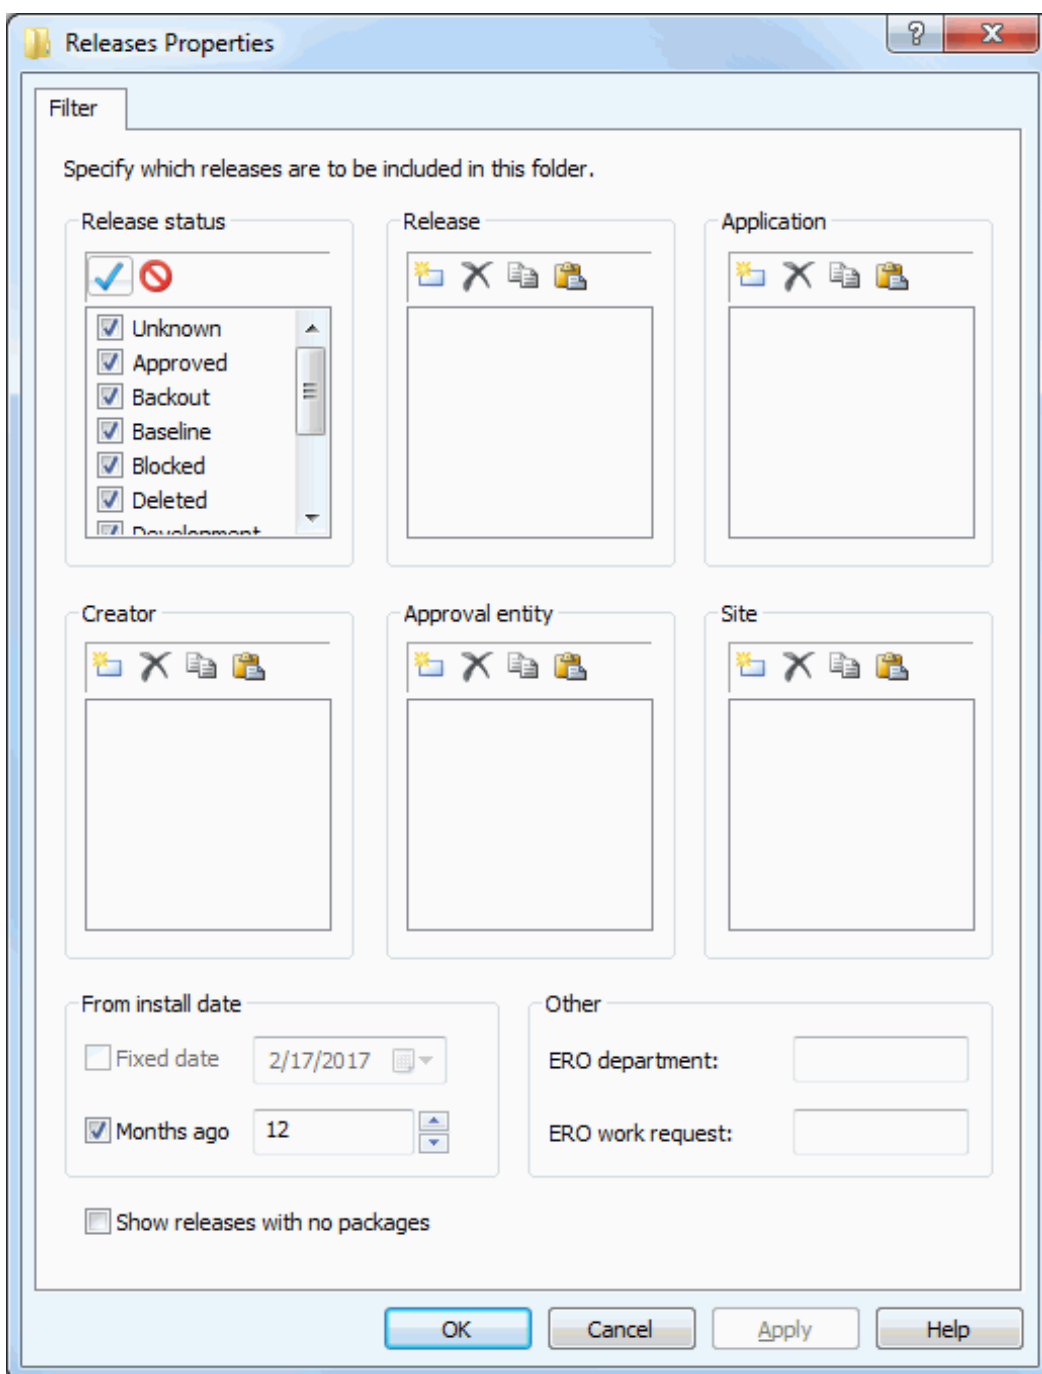 Releases Properties
Filter
Specify which releases are to be included in this folder.
Release status
Release
Application
Unknown
Approved
Backout
Baseline
Blocked
Deleted
Development
Creator
Approval entity
Site
From install date
Other
Fixed date 2/17/2017
ERO department:
Months ago 12
ERO work request:
Show releases with no packages
OK Cancel Apply Help